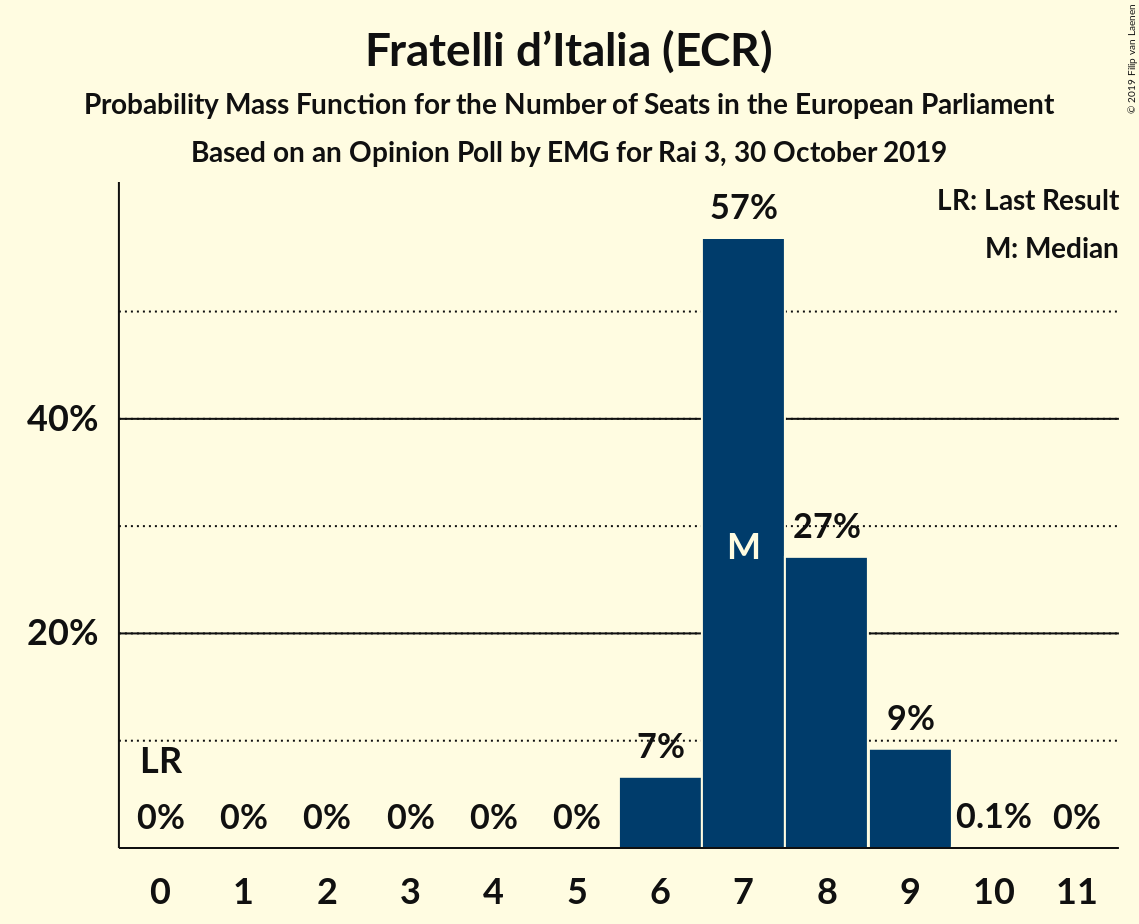 Fratelli d’Italia (ECR)
Probability Mass Function for the Number of Seats in the European Parliament
Based on an Opinion Poll by EMG for Rai 3, 30 October 2019
© 2019 Filip van Laenen
LR: Last Result
M: Median
57%
40%
M
27%
20%
9%
7%
LR
0% 0% 0% 0% 0% 0% 0.1% 0%
0 1 2 3 4 5 6 7 8 9 10 11